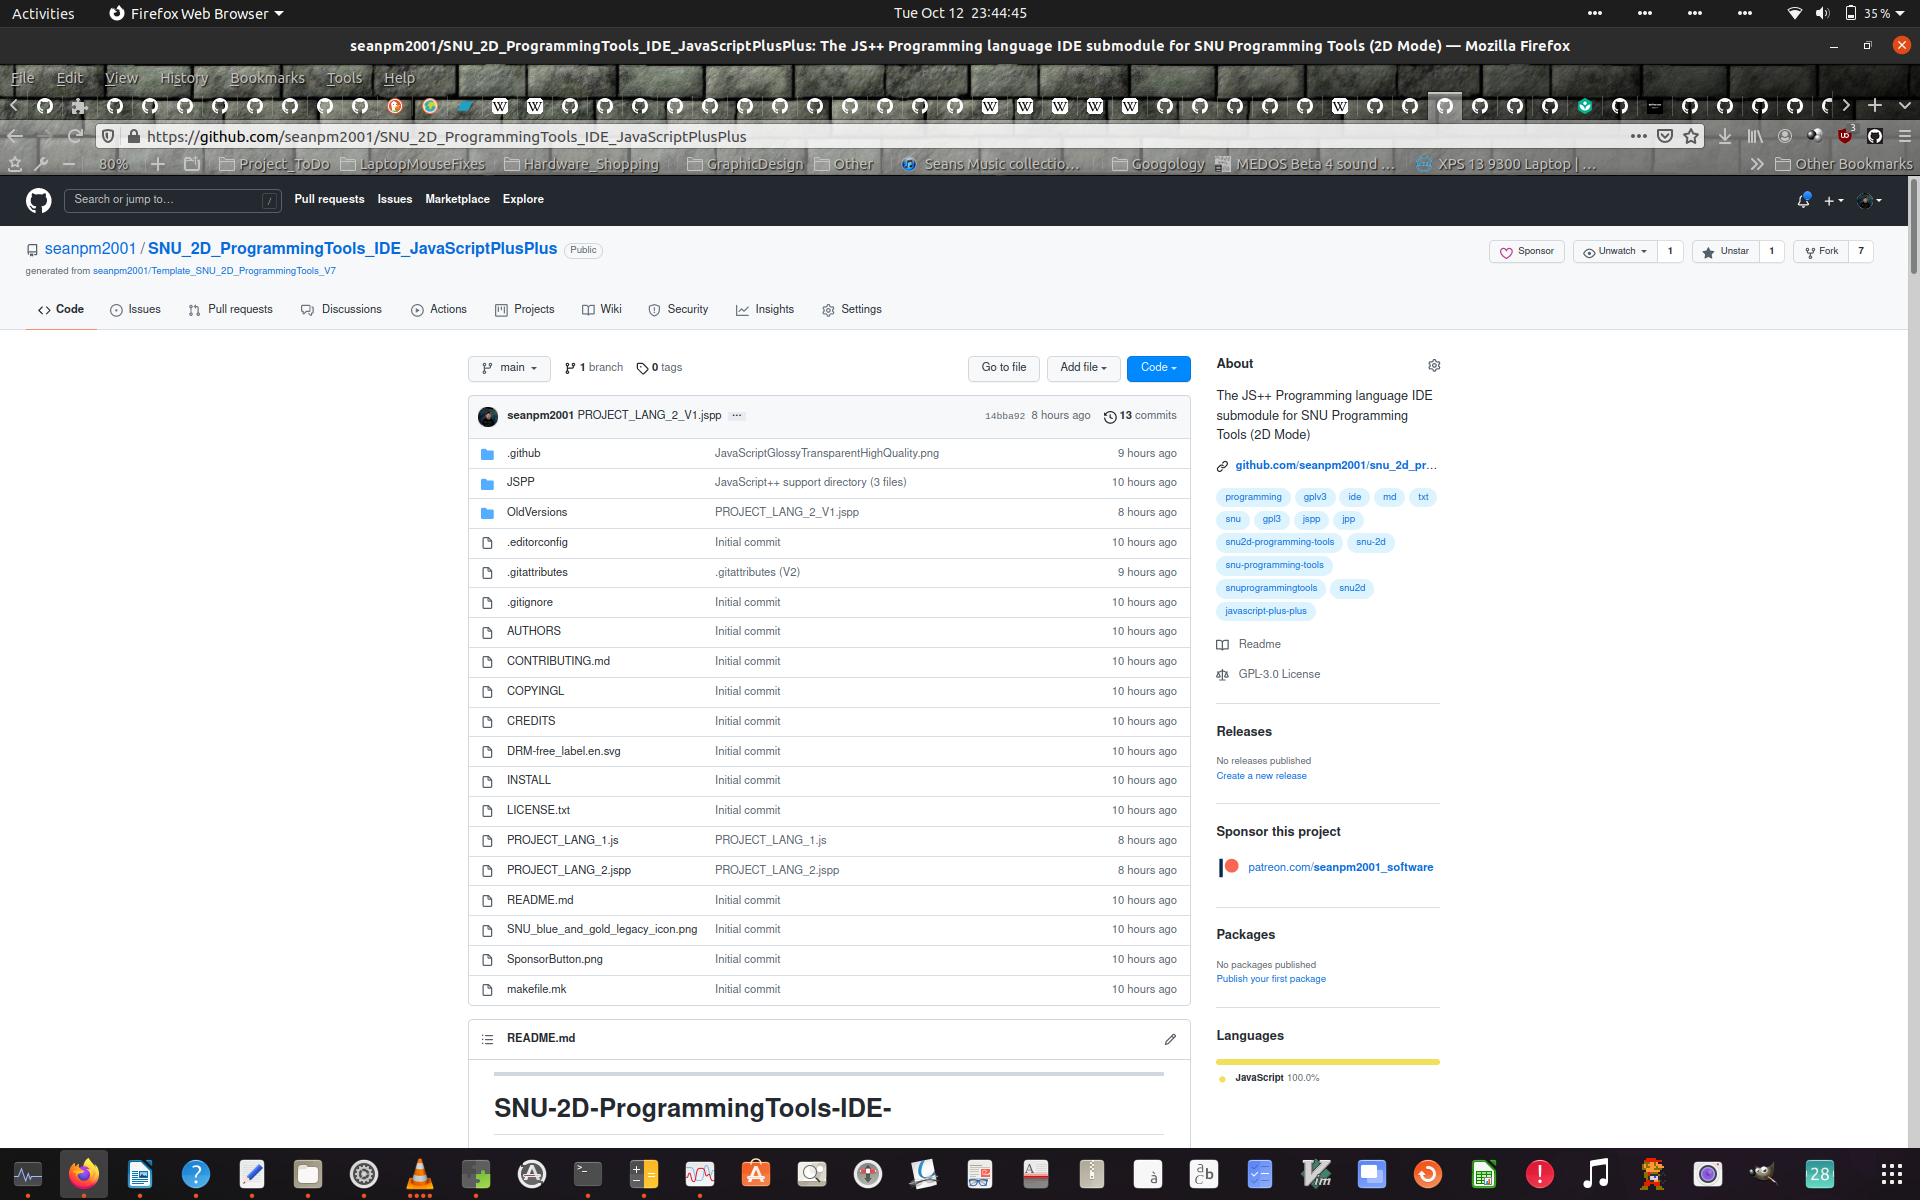 Activities
Firefox Web Browser
Tue Oct 12 23:44:45
35 %
seanpm2001/SNU_2D_ProgrammingTools_IDE_JavaScriptPlusPlus: The JS++ Programming language IDE submodule for SNU Programming Tools (2D Mode) — Mozilla Firefox
File Edit View History Bookmarks Tools Help
https://github.com/seanpm2001/SNU_2D_ProgrammingTools_IDE_JavaScriptPlusPlus
3
80%
Project_ToDo
LaptopMouseFixes
Hardware_Shopping
GraphicDesign
Other
Seans Music collectio…
Googology
MEDOS Beta 4 sound …
XPS 13 9300 Laptop | …
Other Bookmarks
Search or jump to…
/
Pull requests Issues Marketplace Explore
seanpm2001 / SNU_2D_ProgrammingTools_IDE_JavaScriptPlusPlus Public
Sponsor
Unwatch 1
Unstar 1
Fork 7
generated from seanpm2001/Template_SNU_2D_ProgrammingTools_V7
Code Issues Pull requests Discussions Actions Projects Wiki Security Insights Settings
main 1 branch 0 tags
Go to file Add file Code
seanpm2001 PROJECT_LANG_2_V1.jspp … 14bba92 8 hours ago 13 commits
.github JavaScriptGlossyTransparentHighQuality.png 9 hours ago
JSPP JavaScript++ support directory (3 files) 10 hours ago
OldVersions PROJECT_LANG_2_V1.jspp 8 hours ago
.editorconfig Initial commit 10 hours ago
.gitattributes .gitattributes (V2) 9 hours ago
.gitignore Initial commit 10 hours ago
AUTHORS Initial commit 10 hours ago
CONTRIBUTING.md Initial commit 10 hours ago
COPYINGL Initial commit 10 hours ago
CREDITS Initial commit 10 hours ago
DRM-free_label.en.svg Initial commit 10 hours ago
INSTALL Initial commit 10 hours ago
LICENSE.txt Initial commit 10 hours ago
PROJECT_LANG_1.js PROJECT_LANG_1.js 8 hours ago
PROJECT_LANG_2.jspp PROJECT_LANG_2.jspp 8 hours ago
README.md Initial commit 10 hours ago
SNU_blue_and_gold_legacy_icon.png Initial commit 10 hours ago
SponsorButton.png Initial commit 10 hours ago
makefile.mk Initial commit 10 hours ago
README.md
SNU-2D-ProgrammingTools-IDE-
About
The JS++ Programming language IDE
submodule for SNU Programming
Tools (2D Mode)
github.com/seanpm2001/snu_2d_pr…
programming gplv3 ide md txt
snu gpl3 jspp jpp
snu2d-programming-tools snu-2d
snu-programming-tools
snuprogrammingtools snu2d
javascript-plus-plus
Readme
GPL-3.0 License
Releases
No releases published
Create a new release
Sponsor this project
patreon.com/seanpm2001_software
Packages
No packages published
Publish your first package
Languages
JavaScript 100.0%
28